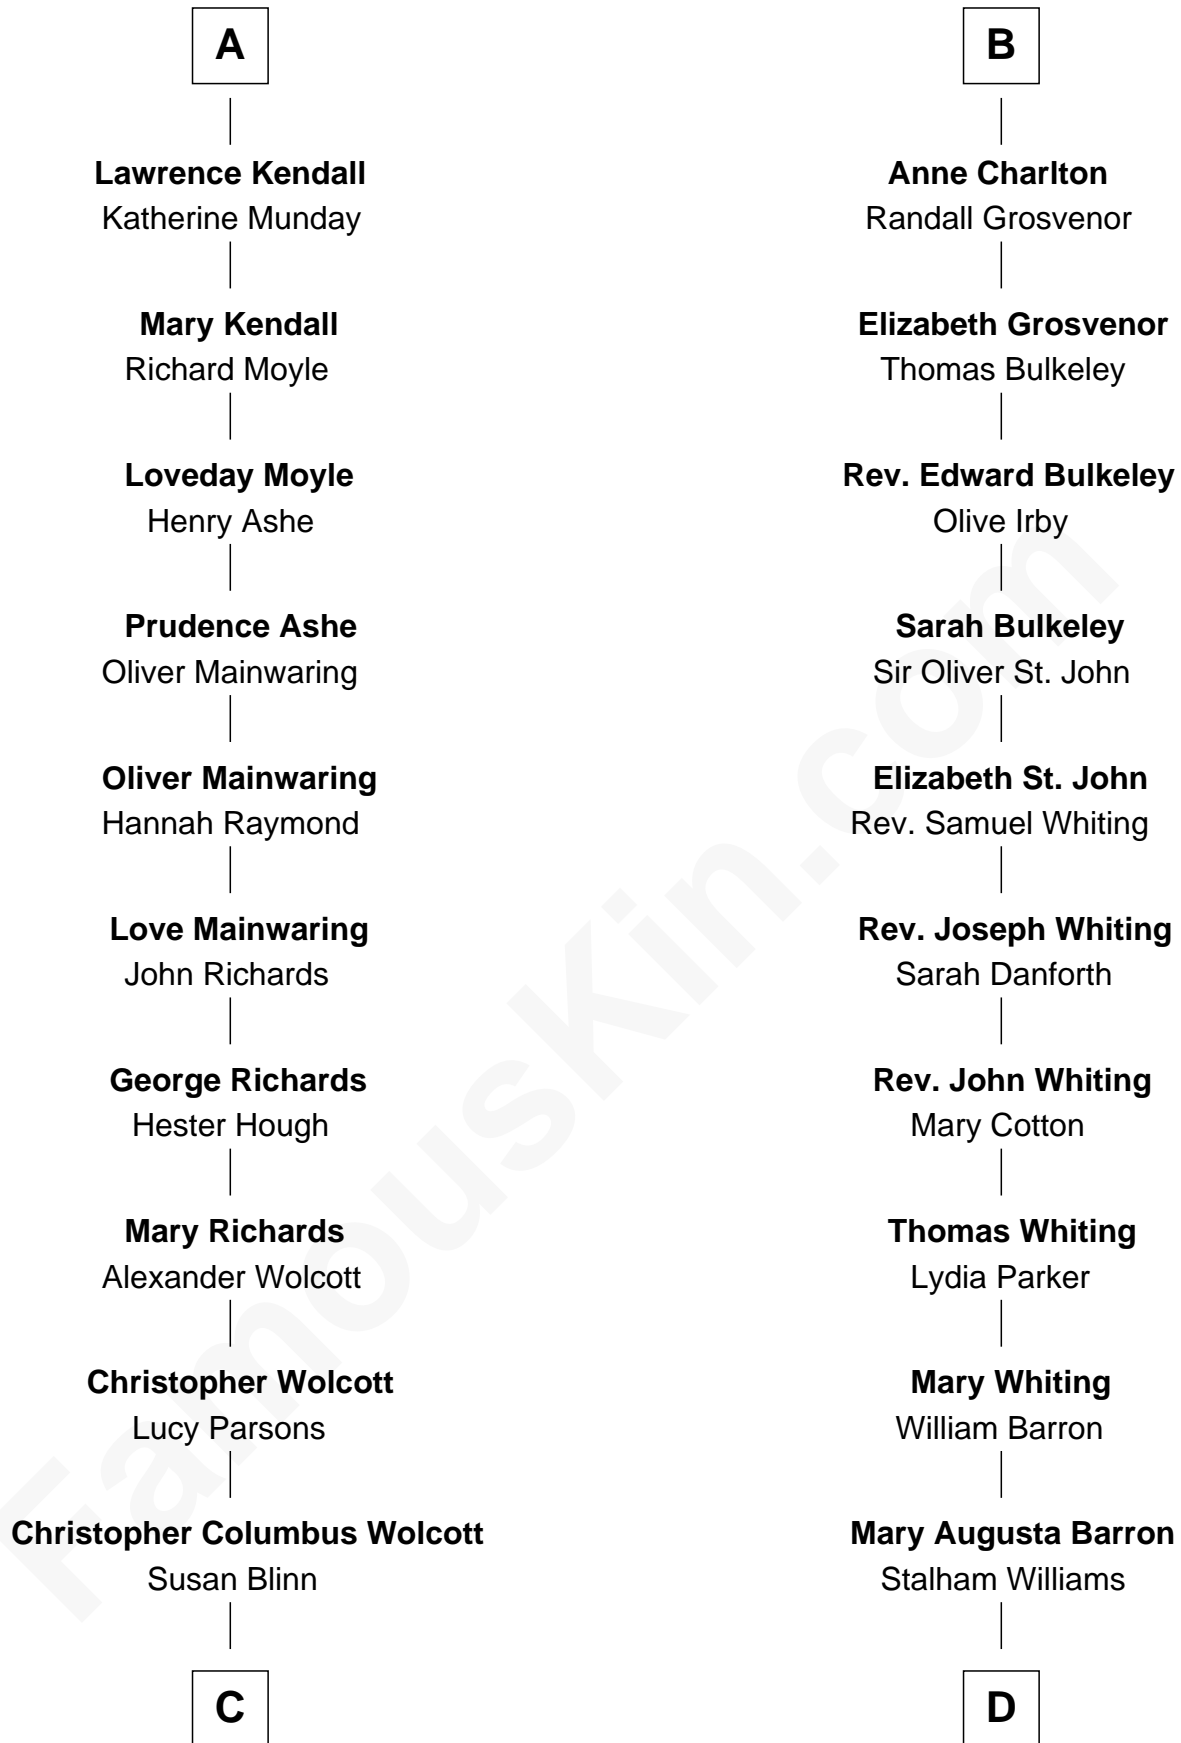 A
Lawrence Kendall
Katherine Munday
Mary Kendall
Richard Moyle
Loveday Moyle
Henry Ashe
Prudence Ashe
Oliver Mainwaring
Oliver Mainwaring
Hannah Raymond
Love Mainwaring
John Richards
George Richards
Hester Hough
Mary Richards
Alexander Wolcott
Christopher Wolcott
Lucy Parsons
Christopher Columbus Wolcott
Susan Blinn
C
B
Anne Charlton
Randall Grosvenor
Elizabeth Grosvenor
Thomas Bulkeley
Rev. Edward Bulkeley
Olive Irby
Sarah Bulkeley
Sir Oliver St. John
Elizabeth St. John
Rev. Samuel Whiting
Rev. Joseph Whiting
Sarah Danforth
Rev. John Whiting
Mary Cotton
Thomas Whiting
Lydia Parker
Mary Whiting
William Barron
Mary Augusta Barron
Stalham Williams
D
FamousKin.com